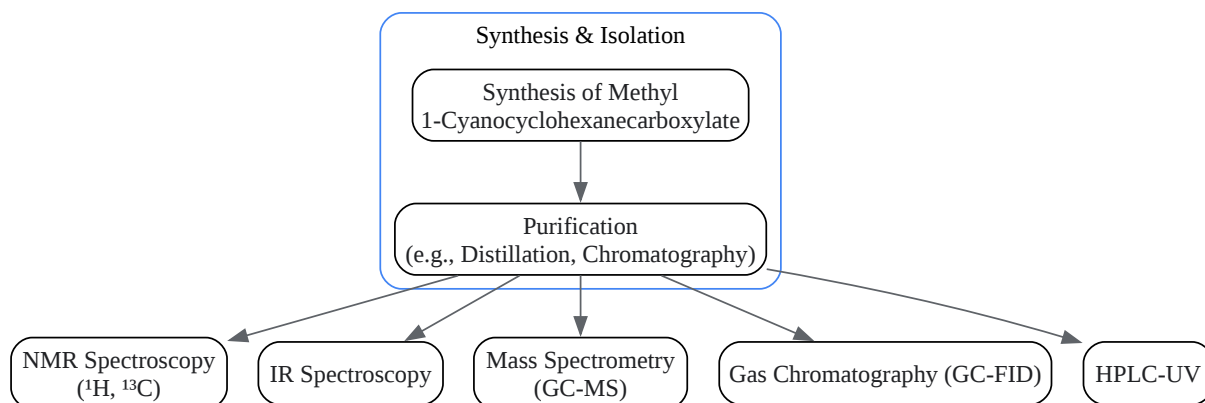 Synthesis & Isolation
Synthesis of Methyl
1-Cyanocyclohexanecarboxylate
Purification
(e.g., Distillation, Chromatography)
NMR Spectroscopy
(¹H, ¹³C)
IR Spectroscopy
Mass Spectrometry
(GC-MS)
Gas Chromatography (GC-FID)
HPLC-UV